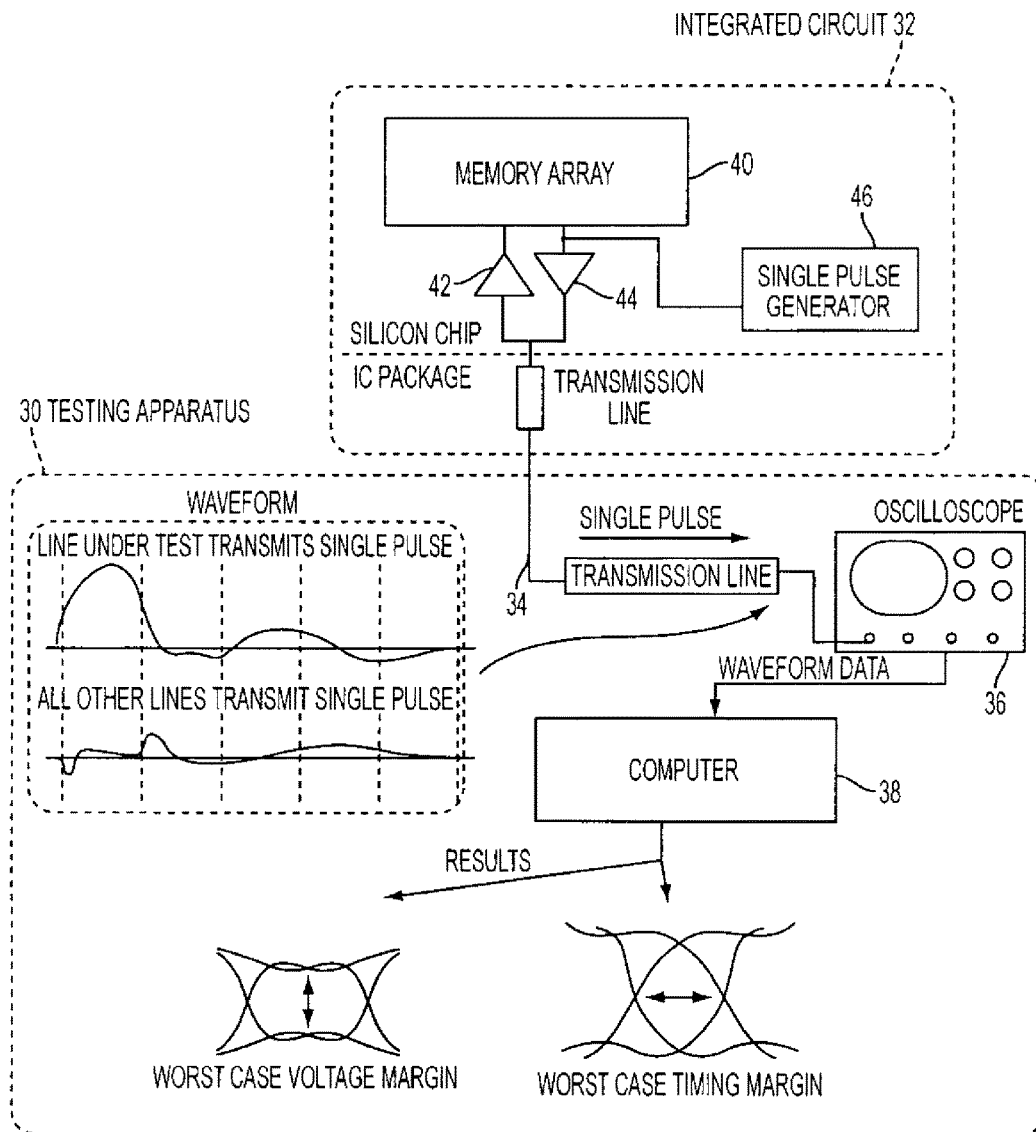 INTEGRATED CIRCUIT 32
MEMORY ARRAY
40
46
42
44
SINGLE PULSE
GENERATOR
SILICON CHIP
IC PACKAGE
TRANSMISSION
LINE
30 TESTING APPARATUS
WAVEFORM
LINE UNDER TEST TRANSMITS SINGLE PULSE
ALL OTHER LINES TRANSMIT SINGLE PULSE
SINGLE PULSE
OSCILLOSCOPE
34
TRANSMISSION LINE
WAVEFORM DATA
36
COMPUTER
38
RESULTS
WORST CASE VOLTAGE MARGIN
WORST CASE TIMING MARGIN